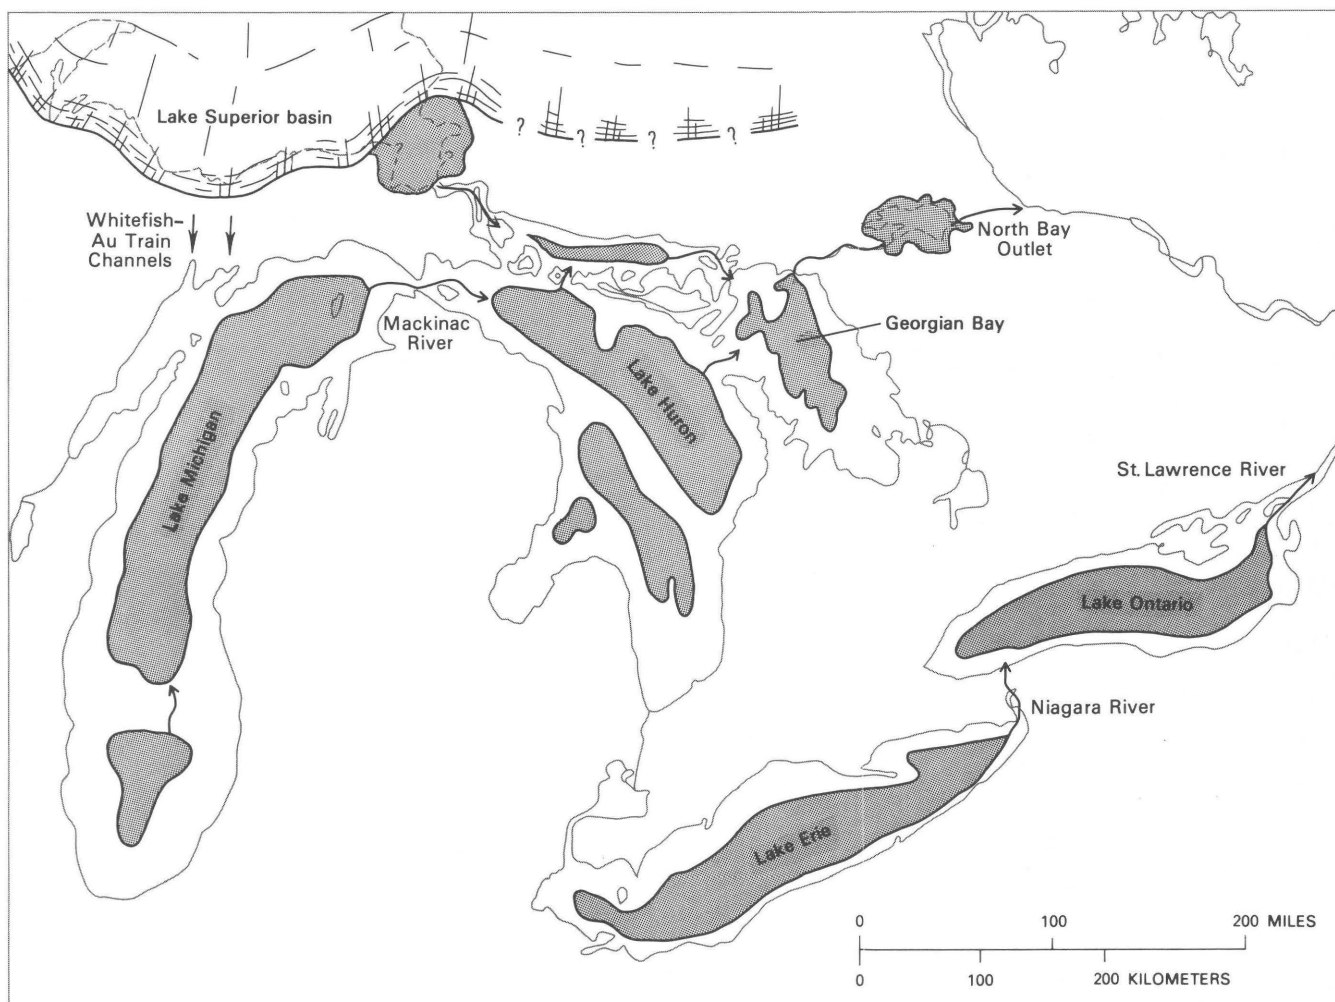 Lake Superior basin
? ? ? ?
Whitefish–
Au Train
Channels
North Bay
Outlet
Mackinac
River
Georgian Bay
Lake Huron
Lake Michigan
St. Lawrence River
Lake Ontario
Niagara River
Lake Erie
0 100 200 MILES
0 100 200 KILOMETERS